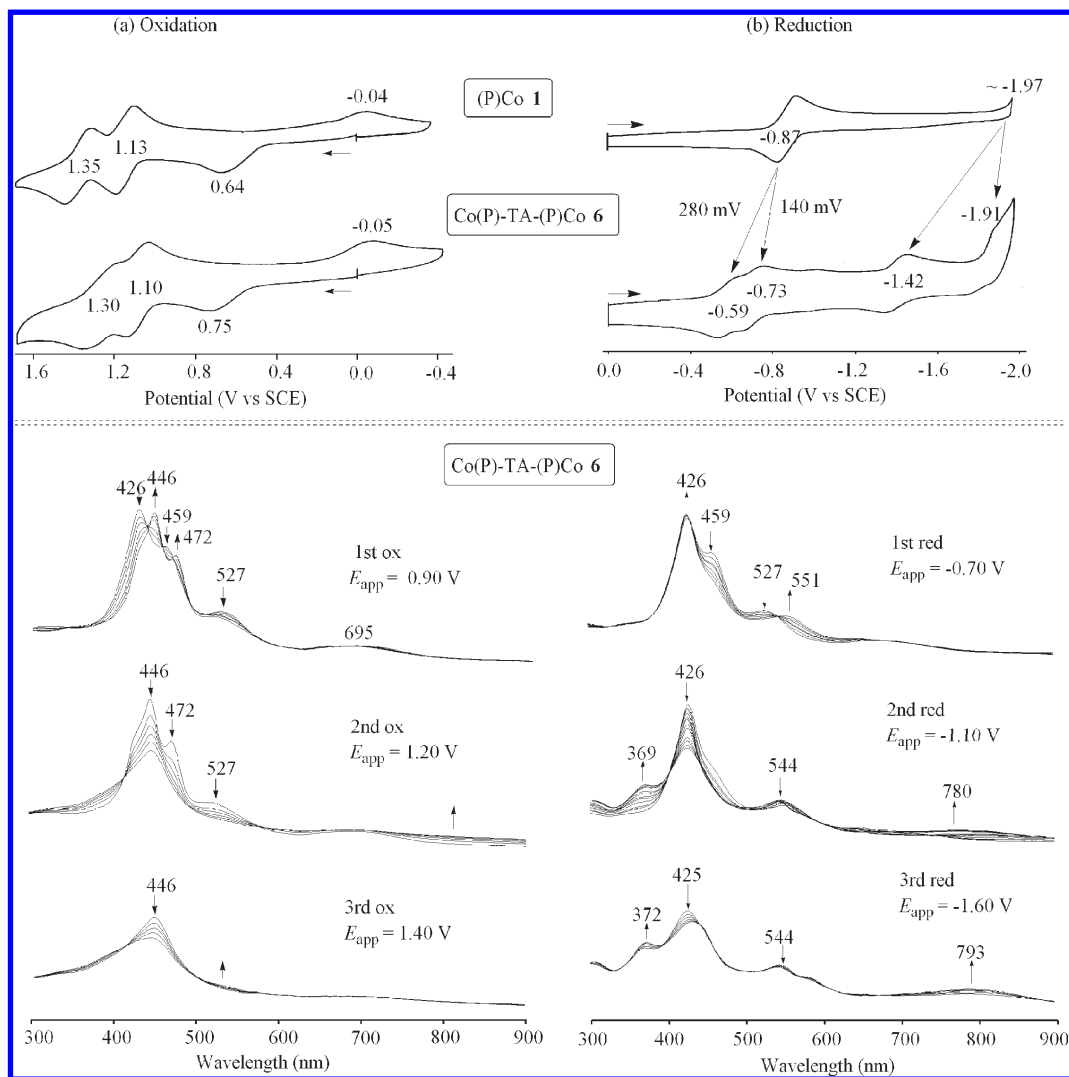 (a) Oxidation
(b) Reduction
(P)Co 1
-0.04
1.35
1.13
0.64
Co(P)-TA-(P)Co 6
-0.05
1.30
1.10
0.75
1.6 1.2 0.8 0.4 0.0 -0.4
Potential (V vs SCE)
~ -1.97
-0.87
280 mV
140 mV
-1.91
-0.59
-0.73
-1.42
0.0 -0.4 -0.8 -1.2 -1.6 -2.0
Potential (V vs SCE)
Co(P)-TA-(P)Co 6
426 446
459
472
527
695
1st ox
Eapp = 0.90 V
446
472
527
2nd ox
Eapp = 1.20 V
446
3rd ox
Eapp = 1.40 V
300 400 500 600 700 800 900
Wavelength (nm)
426
459
527
551
1st red
Eapp = -0.70 V
426
369
544
780
2nd red
Eapp = -1.10 V
425
372
544
793
3rd red
Eapp = -1.60 V
300 400 500 600 700 800 900
Wavelength (nm)